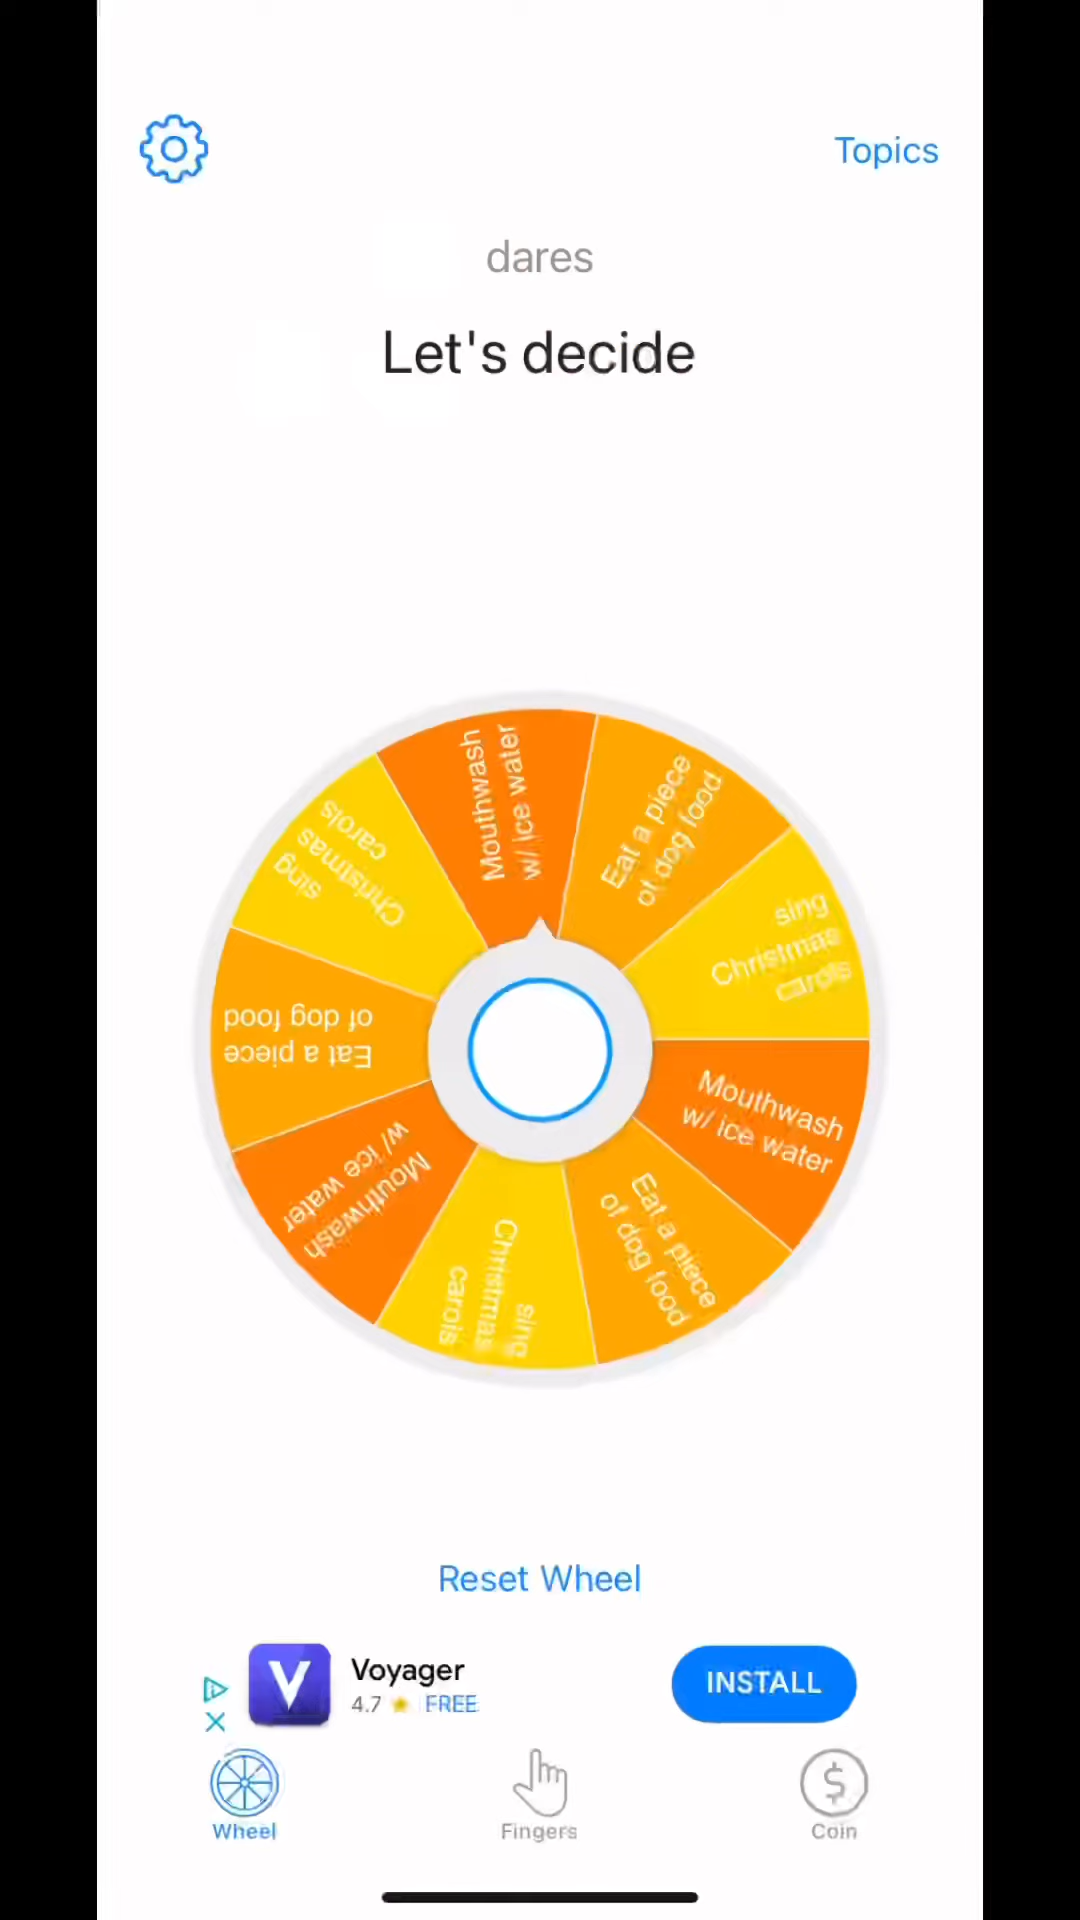 Topics
dares
Let's decide
Mouthwash
w/ ice water
Eat a piece
of dog food
sing
Christmas
carols
Mouthwash
w/ ice water
Eat a piece
of dog food
sing
Christmas
carols
Mouthwash
w/ ice water
Eat a piece
of dog food
sing
Christmas
carols
Reset Wheel
Voyager
4.7 FREE
INSTALL
V
Wheel
Fingers
Coin